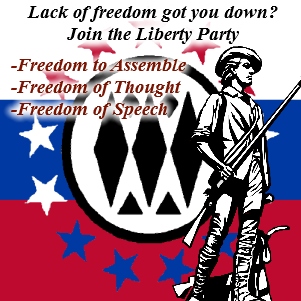 Lack of freedom got you down?
Join the Liberty Party
-Freedom to Assemble
-Freedom of Thought
-Freedom of Speech